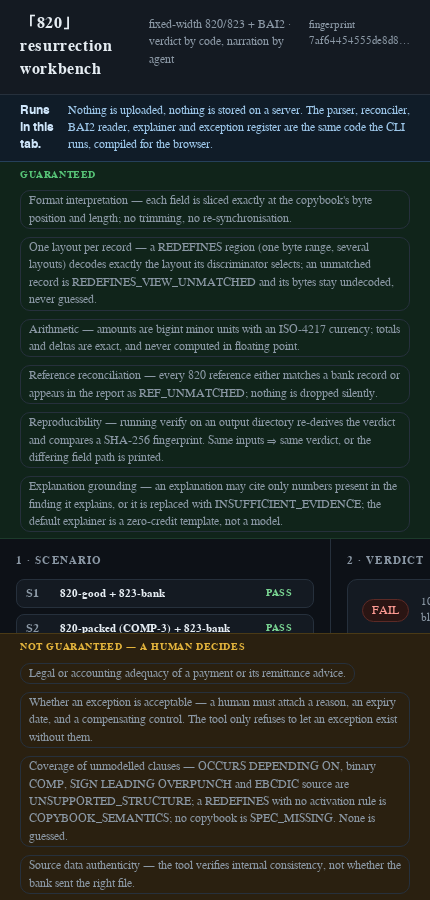 「820」
resurrection
workbench
fixed-width 820/823 + BAI2 ·
verdict by code, narration by
agent
fingerprint
7af64454555de8d8…
Runs
in this
tab.
Nothing is uploaded, nothing is stored on a server. The parser, reconciler,
BAI2 reader, explainer and exception register are the same code the CLI
runs, compiled for the browser.
GUARANTEED
Format interpretation — each field is sliced exactly at the copybook's byte
position and length; no trimming, no re-synchronisation.
One layout per record — a REDEFINES region (one byte range, several
layouts) decodes exactly the layout its discriminator selects; an unmatched
record is REDEFINES_VIEW_UNMATCHED and its bytes stay undecoded,
never guessed.
Arithmetic — amounts are bigint minor units with an ISO-4217 currency; totals
and deltas are exact, and never computed in floating point.
Reference reconciliation — every 820 reference either matches a bank record or
appears in the report as REF_UNMATCHED; nothing is dropped silently.
Reproducibility — running verify on an output directory re-derives the verdict
and compares a SHA-256 fingerprint. Same inputs ⇒ same verdict, or the
differing field path is printed.
Explanation grounding — an explanation may cite only numbers present in the
finding it explains, or it is replaced with INSUFFICIENT_EVIDENCE; the
default explainer is a zero-credit template, not a model.
1 · SCENARIO
S1 820-good + 823-bank PASS
S2 820-packed (COMP-3) + 823-bank PASS
2 · VERDICT
FAIL
NOT GUARANTEED — A HUMAN DECIDES
Legal or accounting adequacy of a payment or its remittance advice.
Whether an exception is acceptable — a human must attach a reason, an expiry
date, and a compensating control. The tool only refuses to let an exception exist
without them.
Coverage of unmodelled clauses — OCCURS DEPENDING ON, binary
COMP, SIGN LEADING OVERPUNCH and EBCDIC source are
UNSUPPORTED_STRUCTURE; a REDEFINES with no activation rule is
COPYBOOK_SEMANTICS; no copybook is SPEC_MISSING. None is
guessed.
Source data authenticity — the tool verifies internal consistency, not whether the
bank sent the right file.